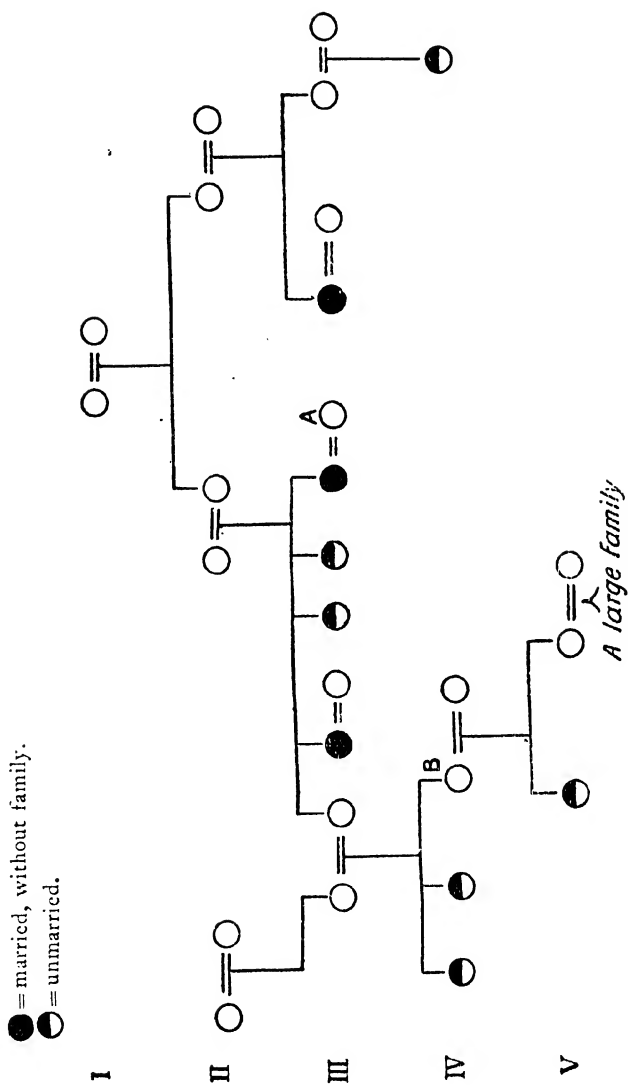 ● = married, without family.
◐ = unmarried.
I
II
III
A
IV
B
V
A large family